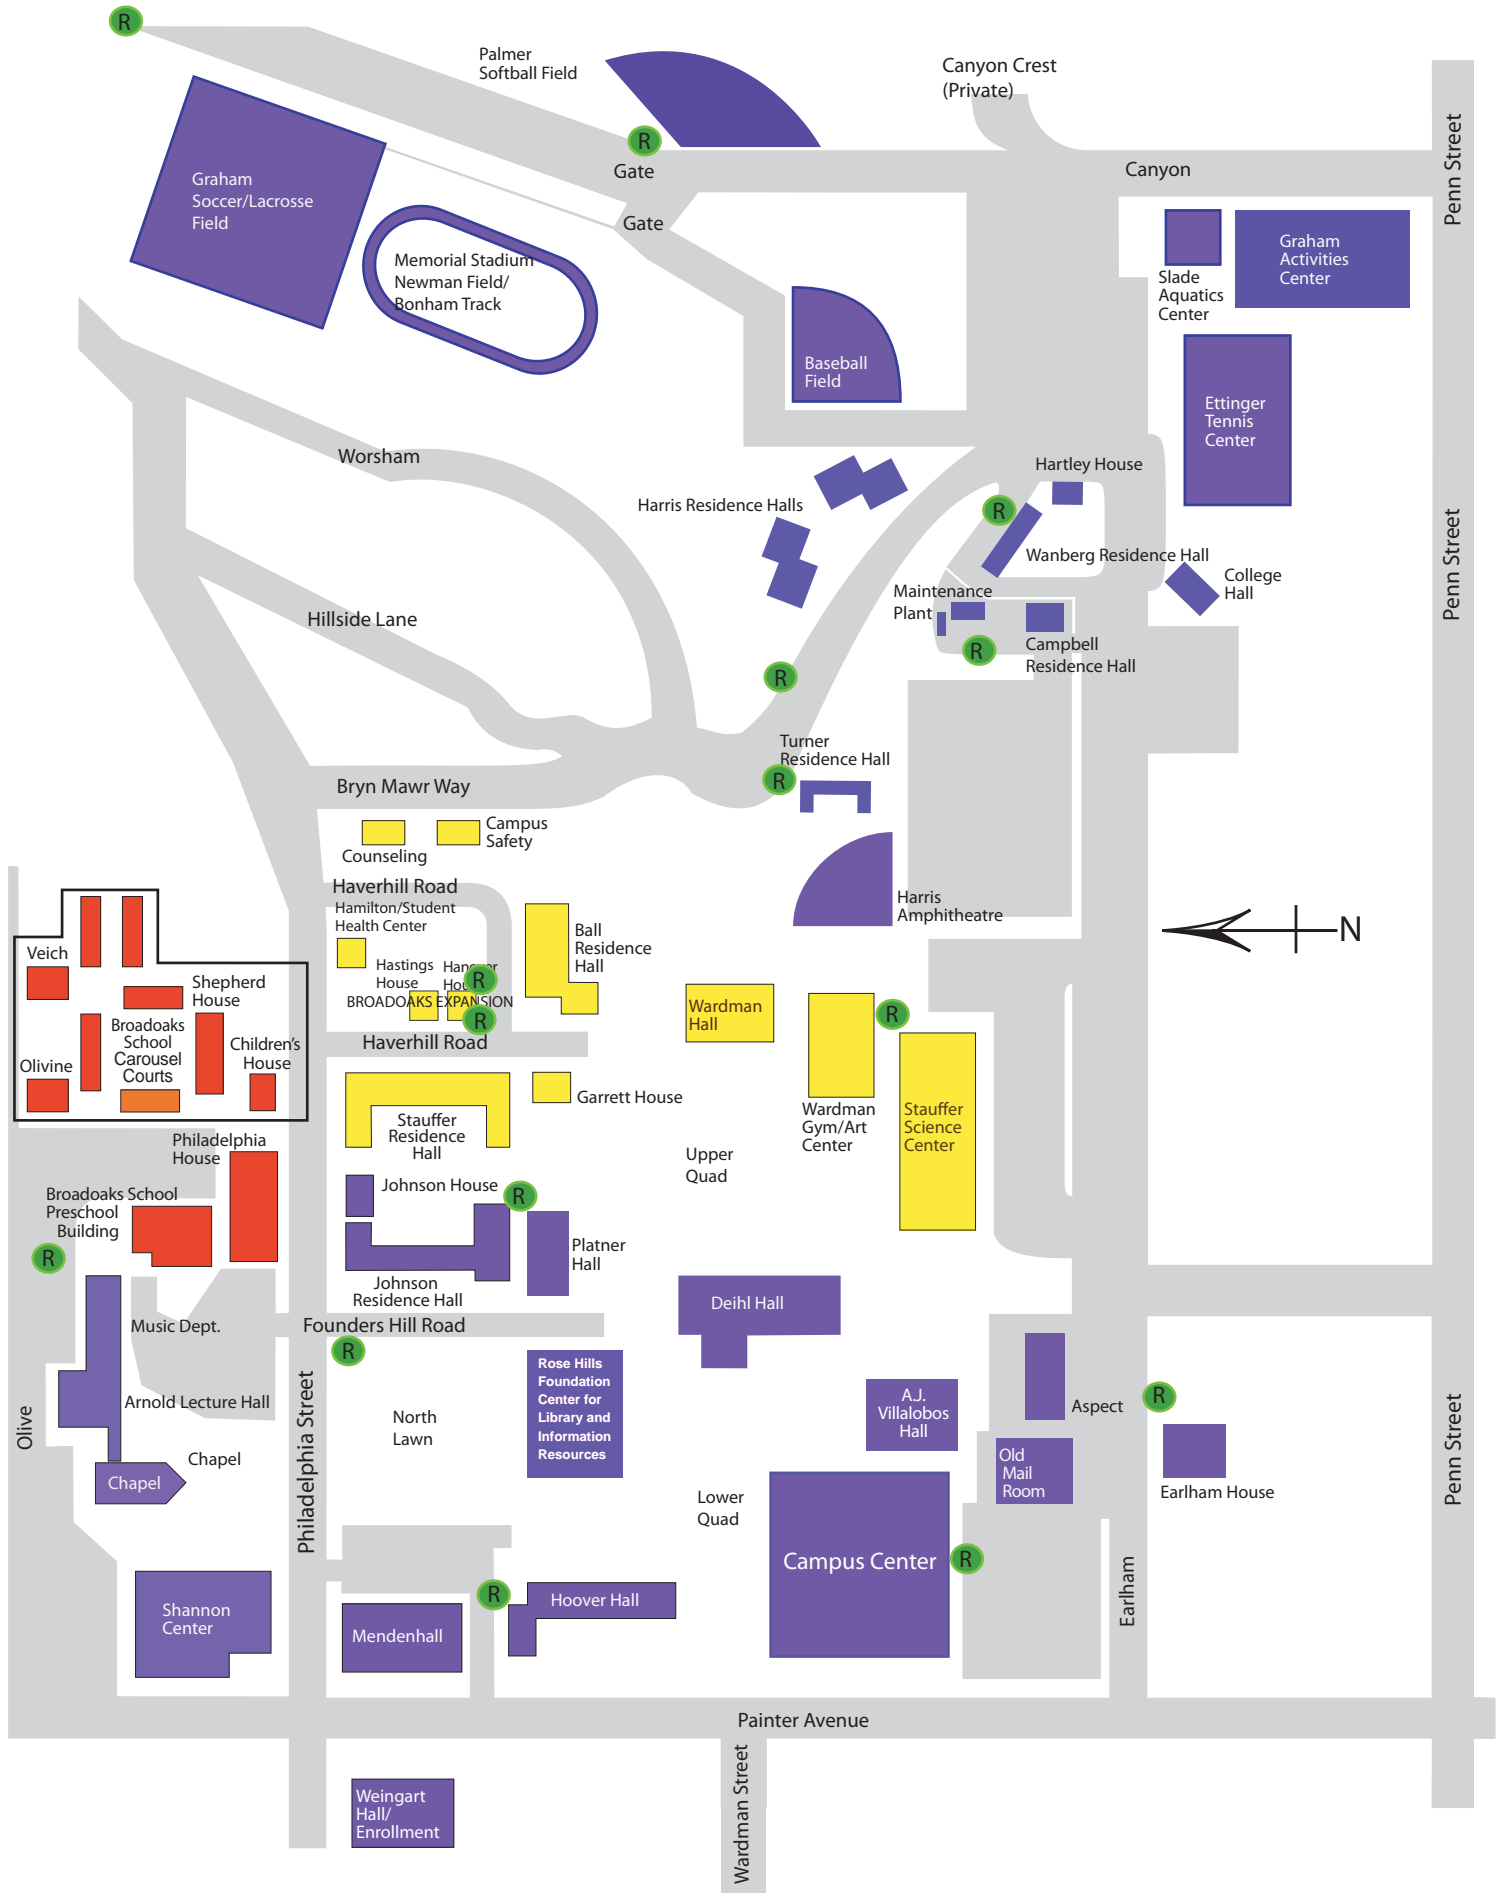 R
Palmer
Softball Field
Canyon Crest
(Private)
Penn Street
R
Gate
Canyon
Gate
Graham
Soccer/Lacrosse
Field
Memorial Stadium
Newman Field/
Bonham Track
Slade
Aquatics
Center
Graham
Activities
Center
Baseball
Field
Ettinger
Tennis
Center
Worsham
Hartley House
Harris Residence Halls
R
Wanberg Residence Hall
Penn Street
College
Hall
Maintenance
Plant
Hillside Lane
Campbell
Residence Hall
R
R
Turner
Residence Hall
R
Bryn Mawr Way
Counseling
Campus
Safety
Haverhill Road
Hamilton/Student
Health Center
Harris
Amphitheatre
N
Ball
Residence
Hall
Veich
Hastings
House
Hanover
House
R
BROADOAKS EXPANSION
R
Shepherd
House
Broadoaks
School
Carousel
Courts
Children's
House
Olivine
Haverhill Road
Wardman
Hall
R
Garrett House
Wardman
Gym/Art
Center
Stauffer
Science
Center
Stauffer
Residence
Hall
Philadelphia
House
Upper
Quad
Johnson House
R
Broadoaks School
Preschool
Building
R
Platner
Hall
Johnson
Residence Hall
Deihl Hall
Music Dept.
Founders Hill Road
R
Rose Hills
Foundation
Center for
Library and
Information
Resources
Arnold Lecture Hall
Olive
Philadelphia Street
North
Lawn
A.J.
Villalobos
Hall
Aspect
R
Penn Street
Chapel
Chapel
Old
Mail
Room
Earlham House
Lower
Quad
Campus Center
R
Earlham
Shannon
Center
R
Hoover Hall
Mendenhall
Painter Avenue
Wardman Street
Weingart
Hall/
Enrollment